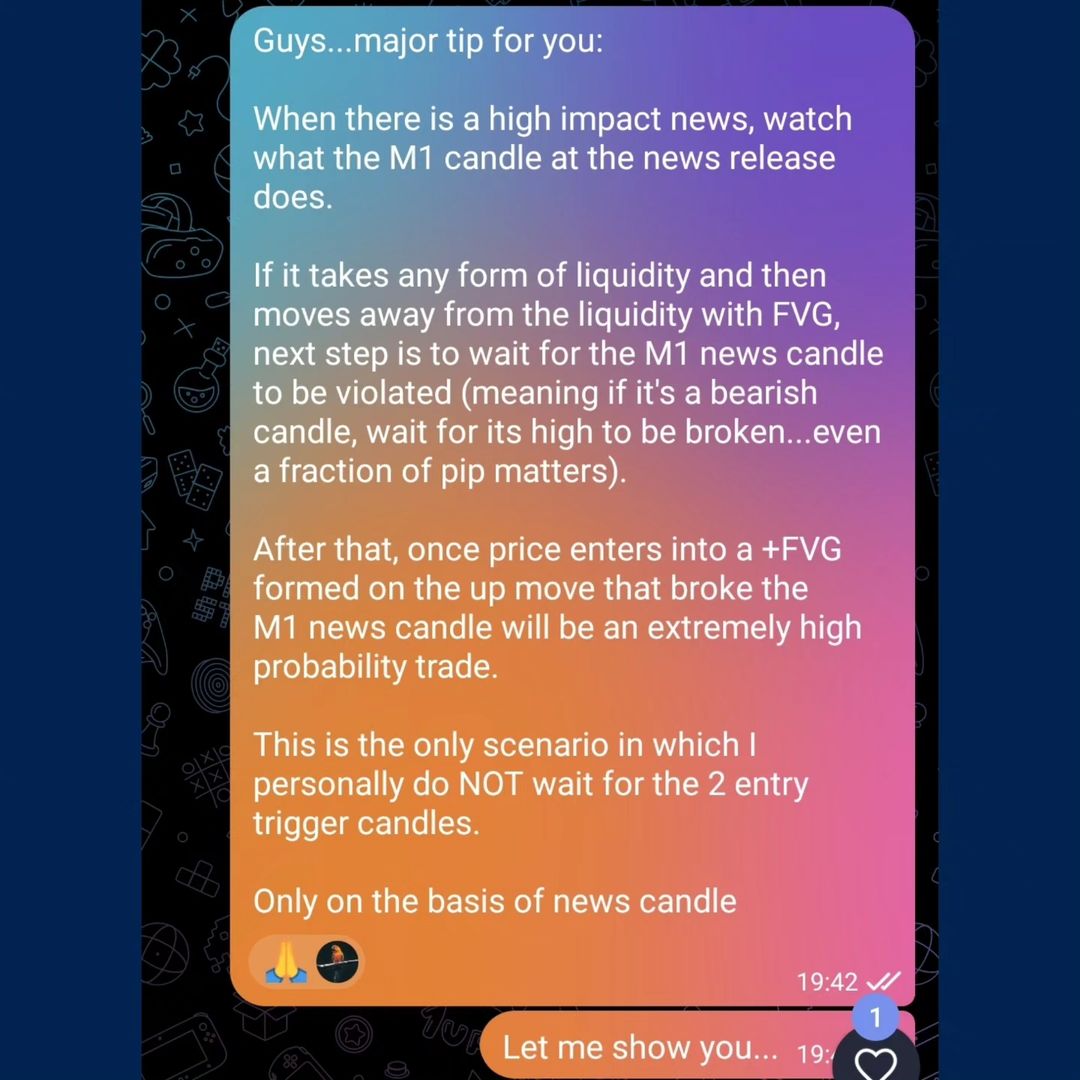 Guys...major tip for you:
When there is a high impact news, watch
what the M1 candle at the news release
does.
If it takes any form of liquidity and then
moves away from the liquidity with FVG,
next step is to wait for the M1 news candle
to be violated (meaning if it's a bearish
candle, wait for its high to be broken...even
a fraction of pip matters).
After that, once price enters into a +FVG
formed on the up move that broke the
M1 news candle will be an extremely high
probability trade.
This is the only scenario in which I
personally do NOT wait for the 2 entry
trigger candles.
Only on the basis of news candle
19:42
1
Let me show you... 19: